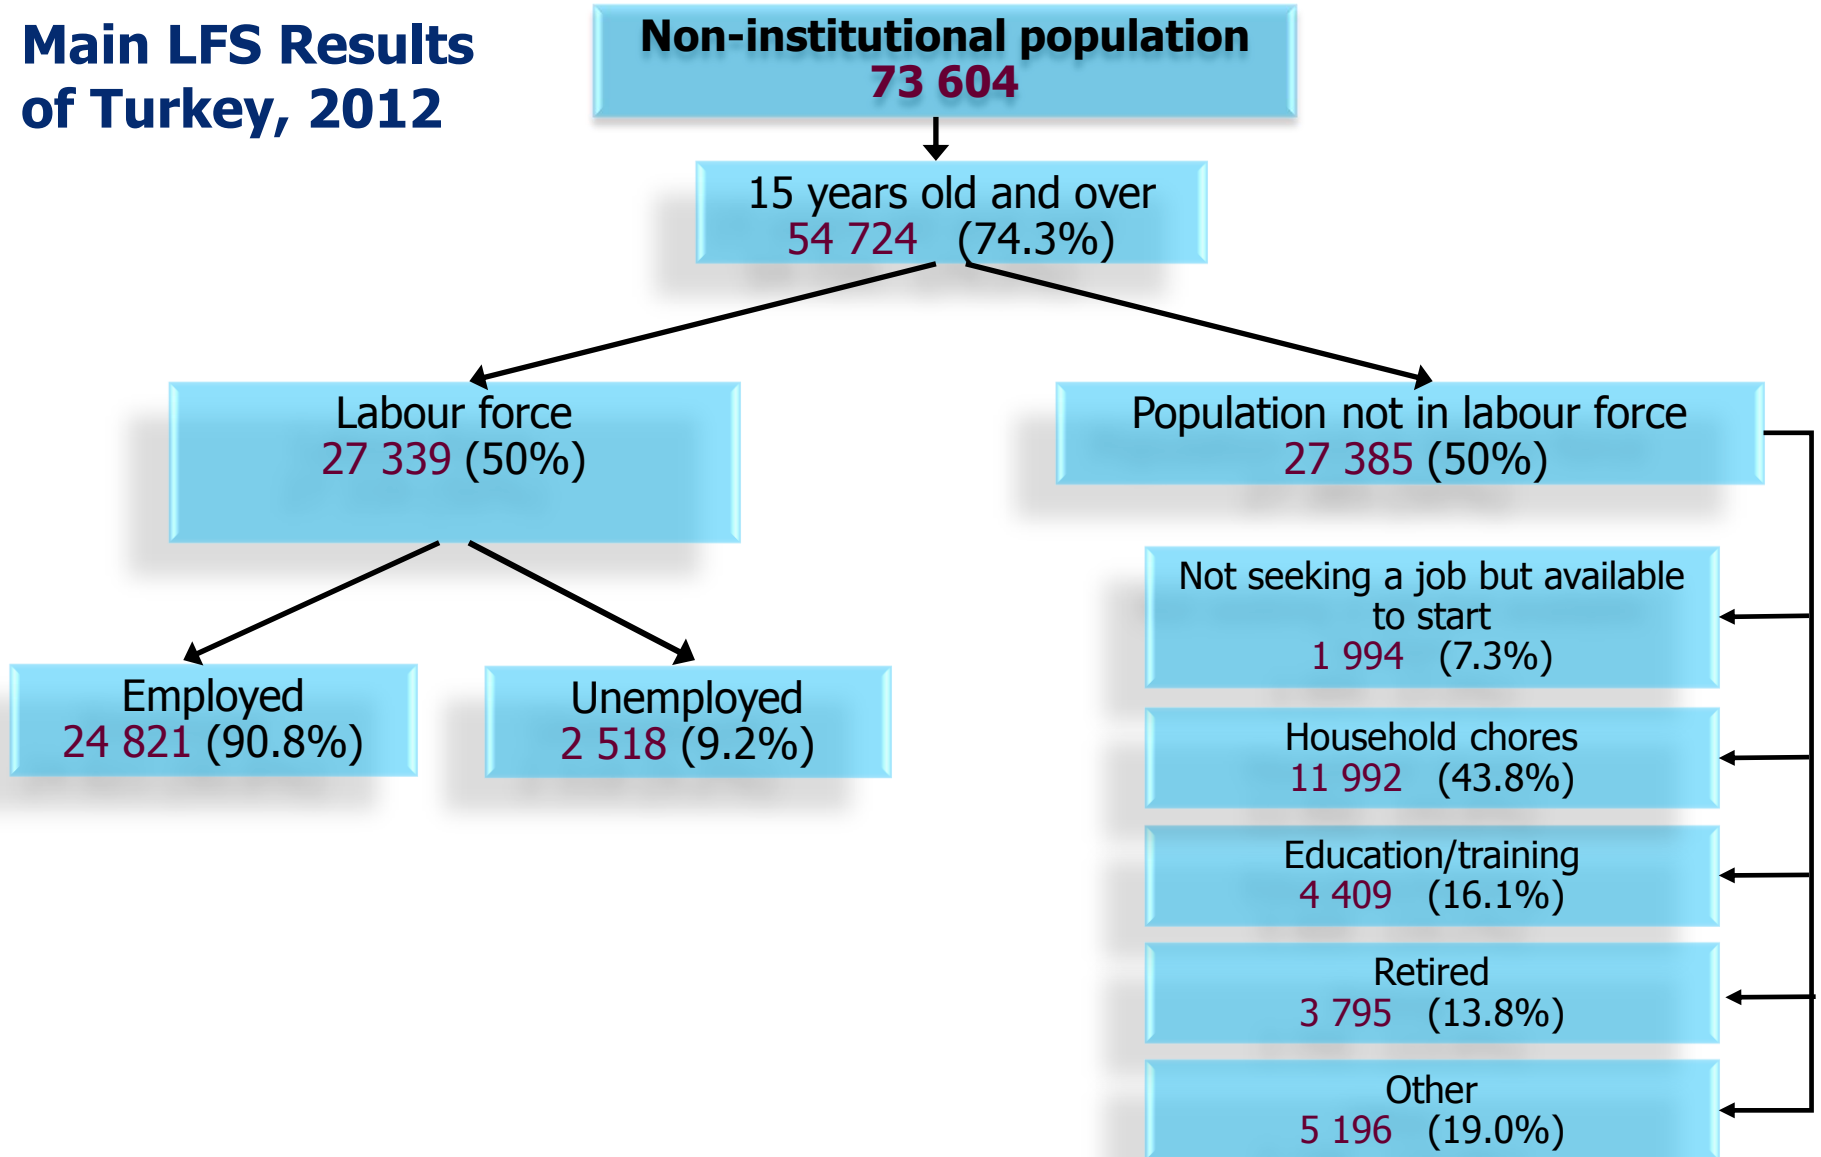 Main LFS Results
of Turkey, 2012
Non-institutional population
73 604
15 years old and over
54 724 (74.3%)
Labour force
27 339 (50%)
Population not in labour force
27 385 (50%)
Employed
24 821 (90.8%)
Unemployed
2 518 (9.2%)
Not seeking a job but available
to start
1 994 (7.3%)
Household chores
11 992 (43.8%)
Education/training
4 409 (16.1%)
Retired
3 795 (13.8%)
Other
5 196 (19.0%)